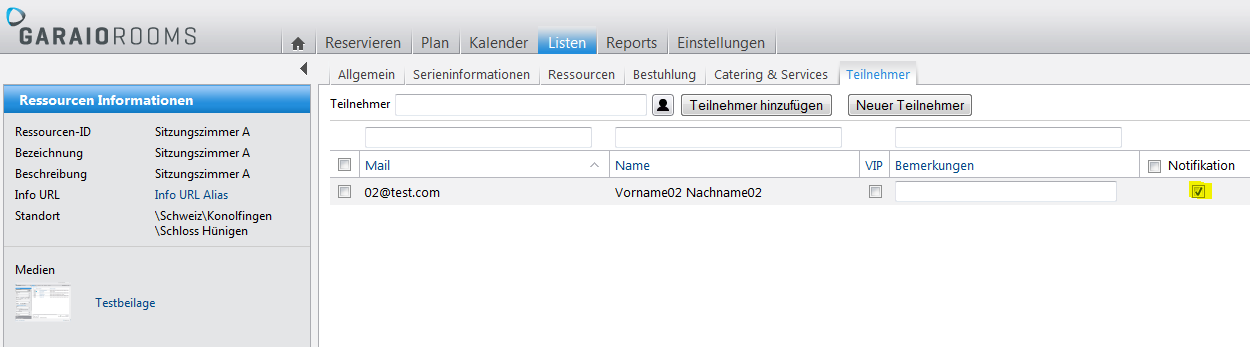 GARAIOROOMS
Reservieren Plan Kalender Listen Reports Einstellungen
Allgemein Serieninformationen Ressourcen Bestuhlung Catering & Services Teilnehmer
Ressourcen Informationen
Ressourcen-ID Sitzungszimmer A
Bezeichnung Sitzungszimmer A
Beschreibung Sitzungszimmer A
Info URL Info URL Alias
Standort \Schweiz\Konolfingen
\Schloss Hünigen
Medien
Testbeilage
Teilnehmer Teilnehmer hinzufügen Neuer Teilnehmer
Mail Name VIP Bemerkungen Notifikation
02@test.com Vorname02 Nachname02